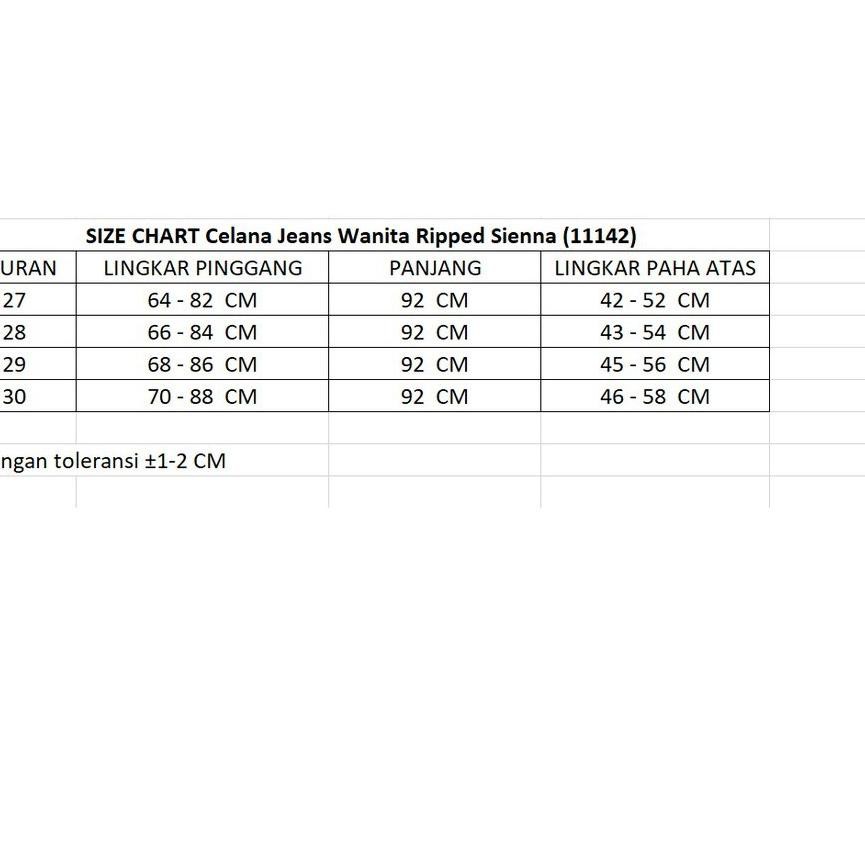 SIZE CHART Celana Jeans Wanita Ripped Sienna (11142)
URAN LINGKAR PINGGANG PANJANG LINGKAR PAHA ATAS
27 64 - 82 CM 92 CM 42 - 52 CM
28 66 - 84 CM 92 CM 43 - 54 CM
29 68 - 86 CM 92 CM 45 - 56 CM
30 70 - 88 CM 92 CM 46 - 58 CM
ngan toleransi ±1-2 CM